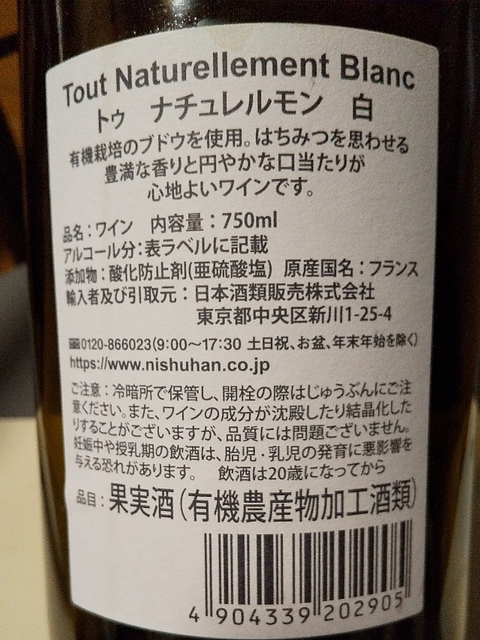 Tout Naturellement Blanc
トゥ ナチュレルモン 白
有機栽培のブドウを使用。はちみつを思わせる
豊満な香りと円やかな口当たりが
心地よいワインです。
品名：ワイン 内容量：750ml
アルコール分：表ラベルに記載
添加物：酸化防止剤(亜硫酸塩) 原産国名：フランス
輸入者及び引取元：日本酒類販売株式会社
東京都中央区新川1-25-4
0120-866023(9:00～17:30 土日祝、お盆、年末年始を除く)
https://www.nishuhan.co.jp
ご注意：冷暗所で保管し、開栓の際はじゅうぶんにご注
意ください。また、ワインの成分が沈殿したり結晶化した
りすることがございますが、品質には問題ございません。
妊娠中や授乳期の飲酒は、胎児・乳児の発育に悪影響を
与える恐れがあります。 飲酒は20歳になってから
品目：果実酒(有機農産物加工酒類)
4 904339 202905